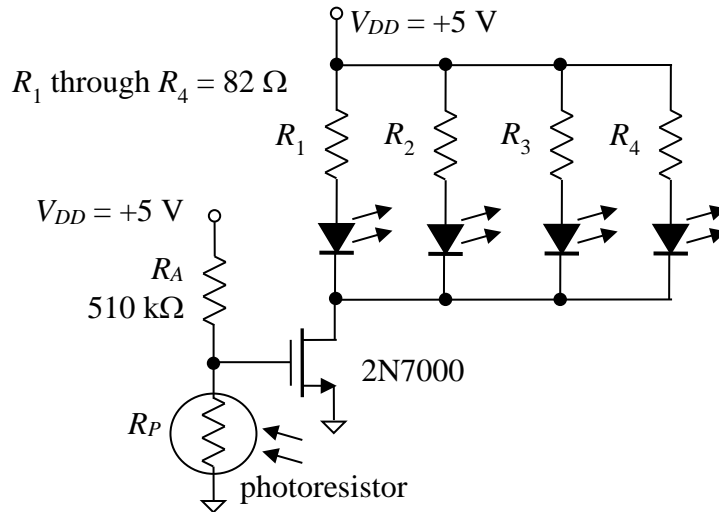 V_DD = +5 V
R_1 through R_4 = 82 Ω
R_1
R_2
R_3
R_4
V_DD = +5 V
R_A
510 kΩ
2N7000
R_P
photoresistor